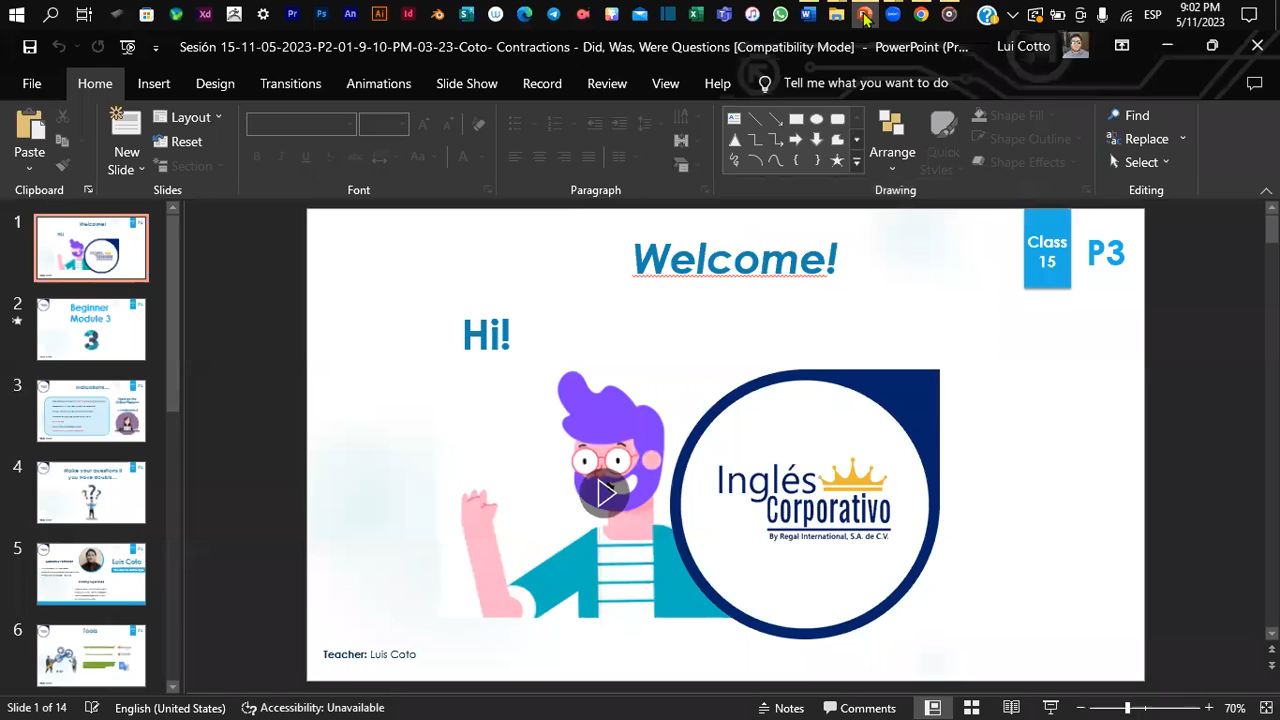 ESP
9:02 PM
5/11/2023
Sesión 15-11-05-2023-P2-01-9-10-PM-03-23-Coto- Contractions - Did, Was, Were Questions [Compatibility Mode] - PowerPoint (Pr...
Lui Cotto
File Home Insert Design Transitions Animations Slide Show Record Review View Help Tell me what you want to do
Paste
Clipboard
New
Slide
Layout
Reset
Section
Slides
Font
Paragraph
Arrange
Quick
Styles
Shape Fill
Shape Outline
Shape Effects
Drawing
Find
Replace
Select
Editing
1
Welcome!
Hi!
2
Beginner
Module 3
3
3
Instructions...
4
Make your questions if
you have doubts...
5
Luis Coto
6
Tools
Welcome!
Class
15
P3
Hi!
Inglés
Corporativo
By Regal International, S.A. de C.V.
Teacher: Luis Coto
Slide 1 of 14 English (United States) Accessibility: Unavailable Notes Comments 70%